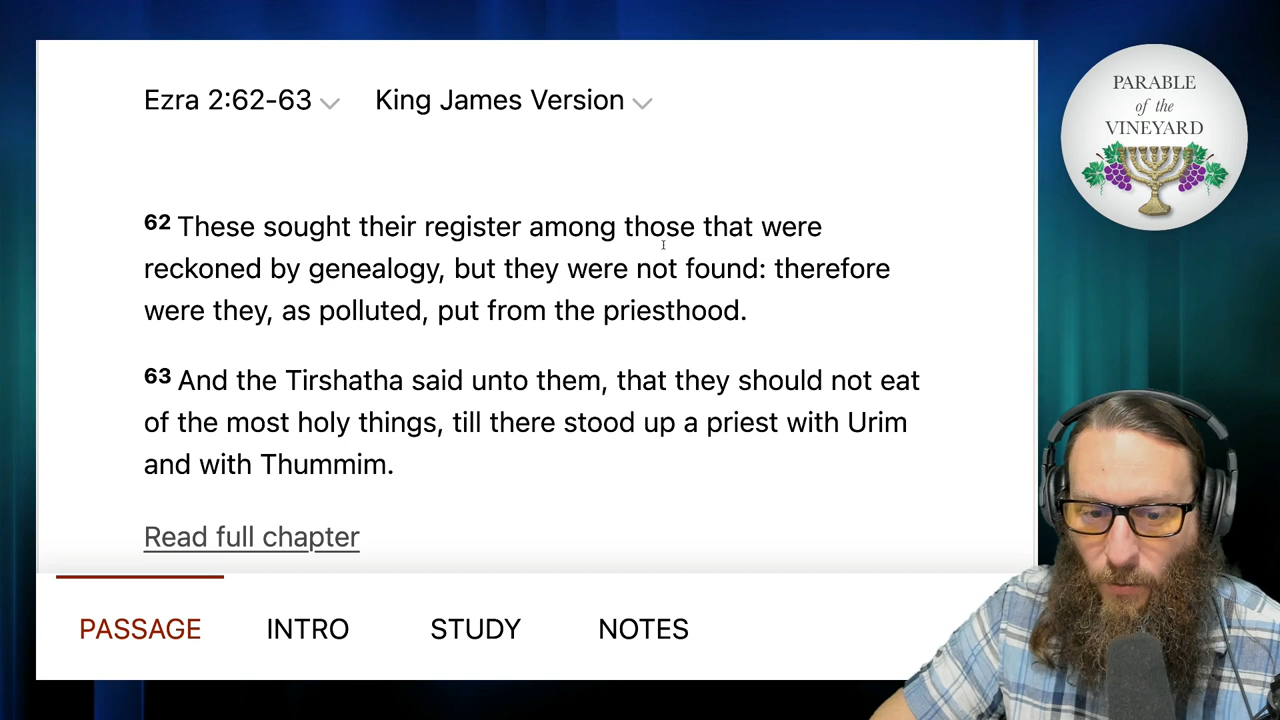 Ezra 2:62-63 King James Version
62 These sought their register among those that were
reckoned by genealogy, but they were not found: therefore
were they, as polluted, put from the priesthood.
63 And the Tirshatha said unto them, that they should not eat
of the most holy things, till there stood up a priest with Urim
and with Thummim.
Read full chapter
PASSAGE INTRO STUDY NOTES
PARABLE
of the
VINEYARD